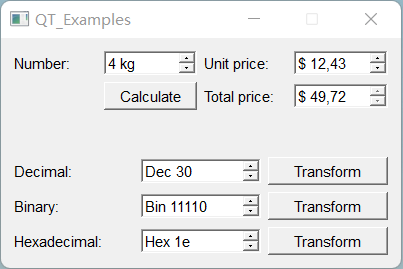 QT_Examples
Number: 4 kg Unit price: $ 12,43
Calculate Total price: $ 49,72
Decimal: Dec 30 Transform
Binary: Bin 11110 Transform
Hexadecimal: Hex 1e Transform